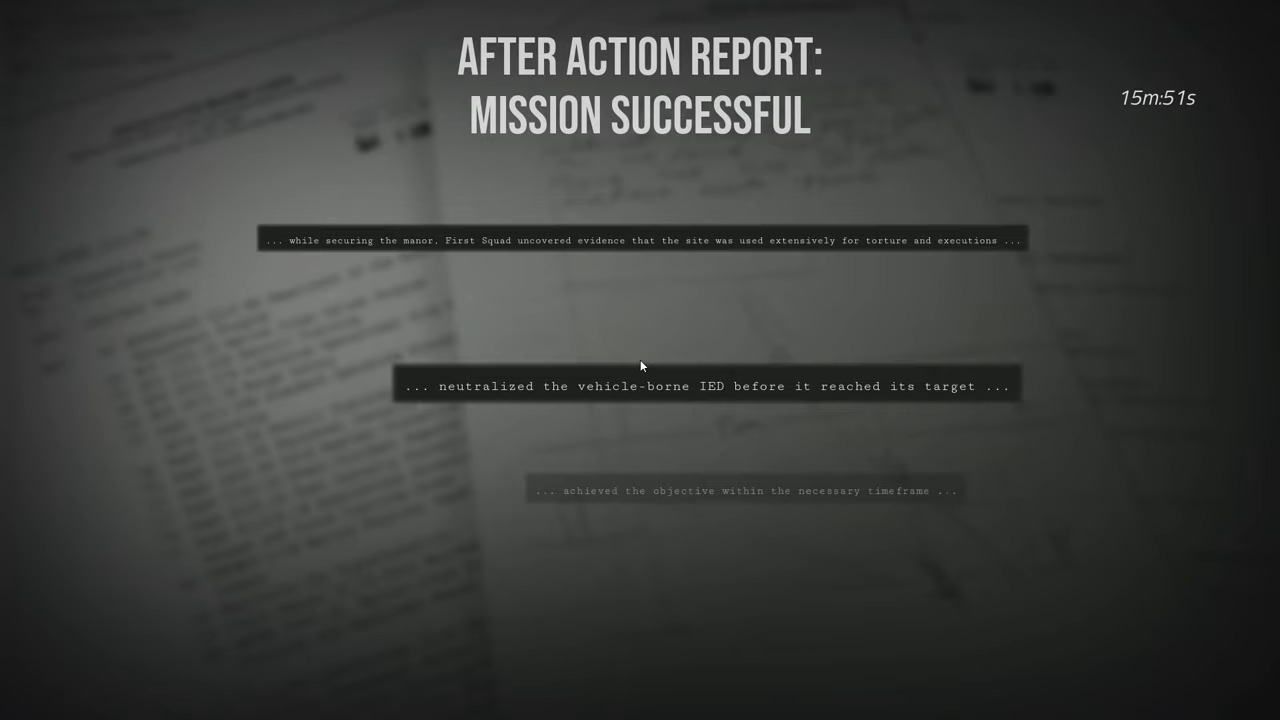 AFTER ACTION REPORT:
MISSION SUCCESSFUL
15m:51s
... while securing the manor, First Squad uncovered evidence that the site was used extensively for torture and executions ...
... neutralized the vehicle-borne IED before it reached its target ...
... achieved the objective within the necessary timeframe ...